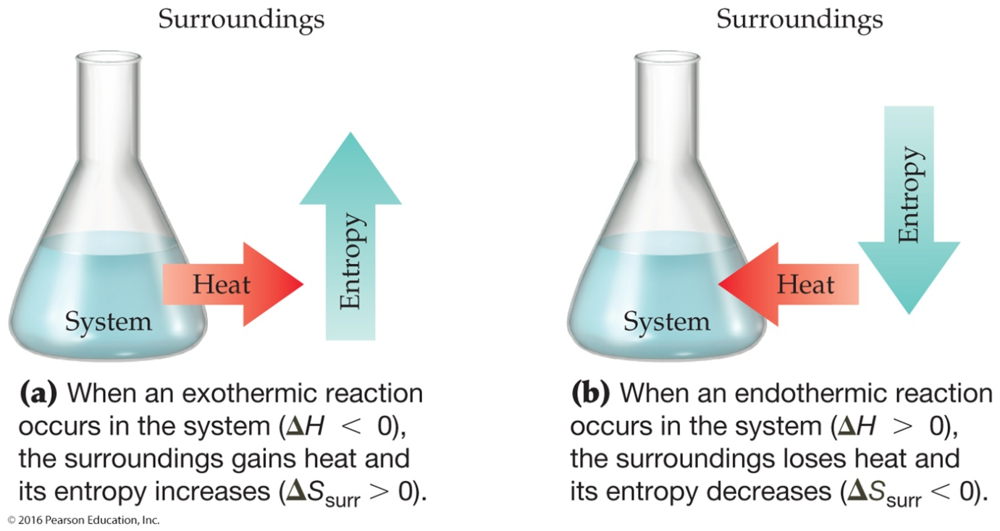 Surroundings
Heat
Entropy
System
(a) When an exothermic reaction
occurs in the system (ΔH < 0),
the surroundings gains heat and
its entropy increases (ΔSsurr > 0).
Surroundings
Entropy
Heat
System
(b) When an endothermic reaction
occurs in the system (ΔH > 0),
the surroundings loses heat and
its entropy decreases (ΔSsurr < 0).
© 2016 Pearson Education, Inc.